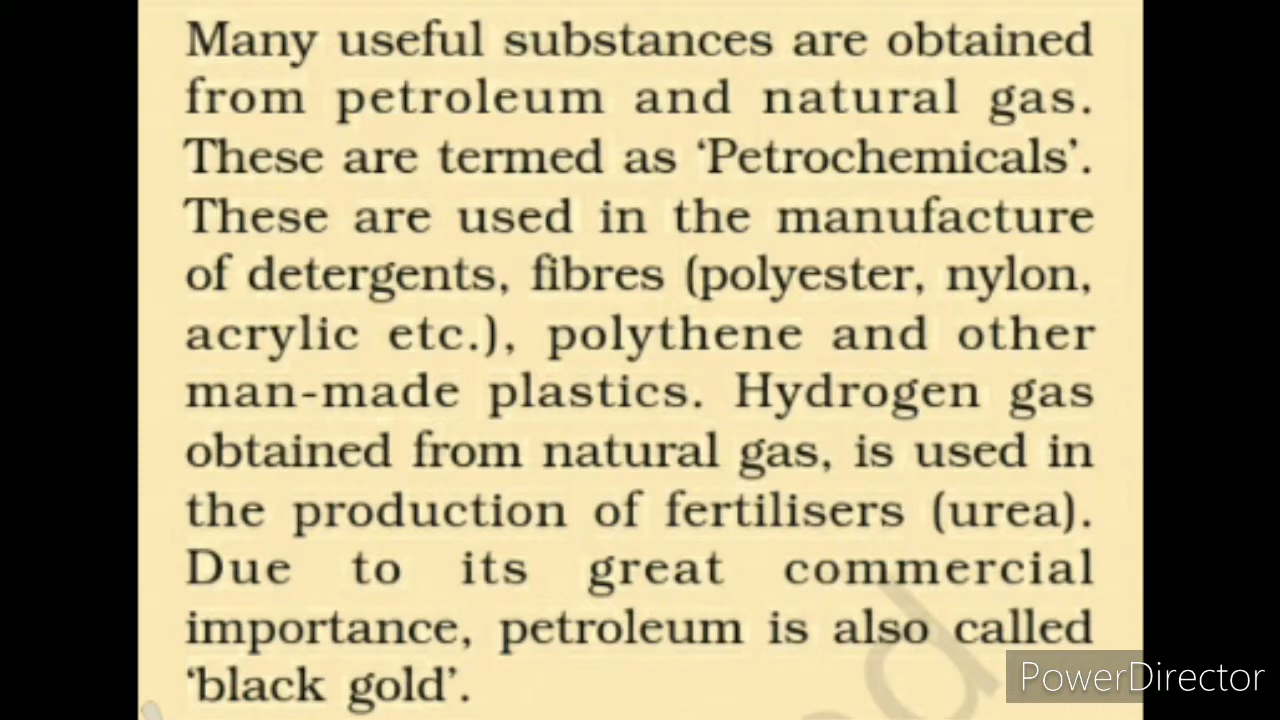 Many useful substances are obtained
from petroleum and natural gas.
These are termed as ‘Petrochemicals’.
These are used in the manufacture
of detergents, fibres (polyester, nylon,
acrylic etc.), polythene and other
man-made plastics. Hydrogen gas
obtained from natural gas, is used in
the production of fertilisers (urea).
Due to its great commercial
importance, petroleum is also called
‘black gold’.
PowerDirector